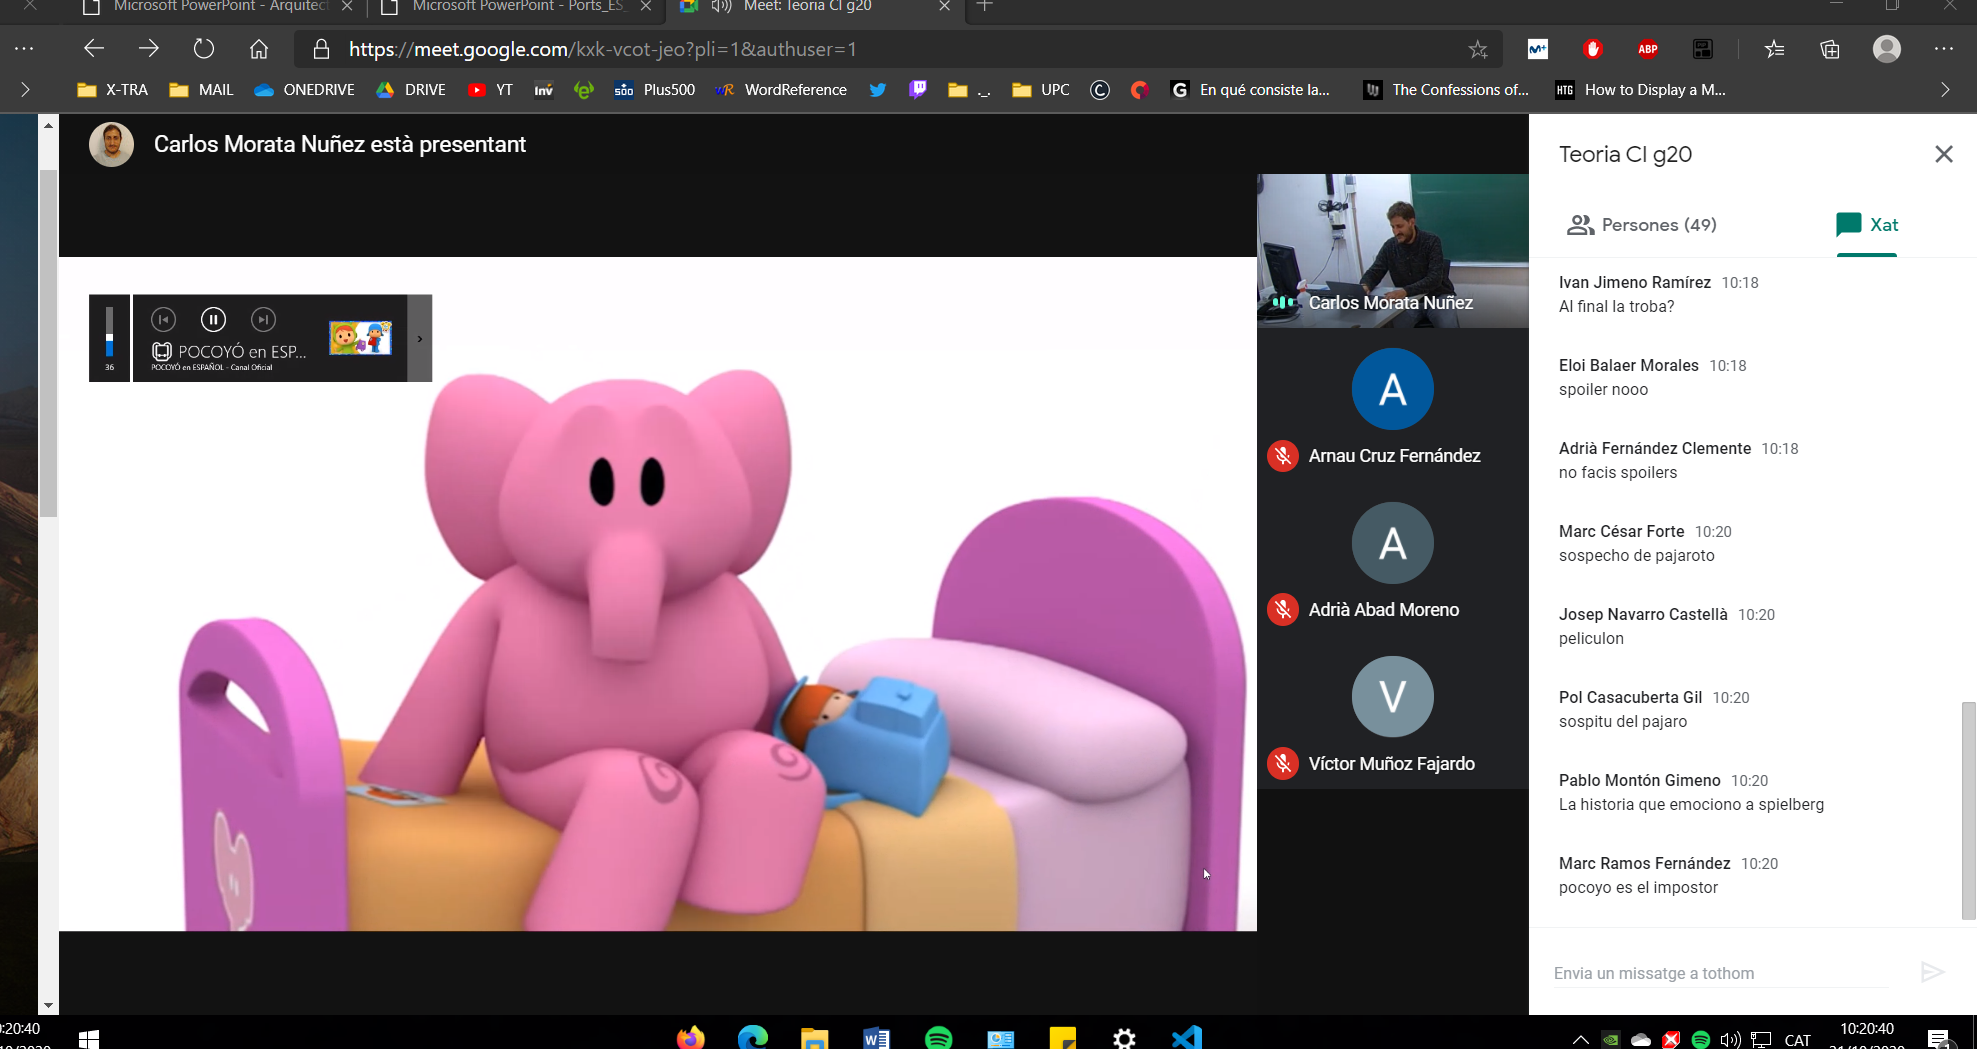 Microsoft PowerPoint - Arquitect
Microsoft PowerPoint - Ports_ES_
Meet: Teoria CI g20
https://meet.google.com/kxk-vcot-jeo?pli=1&authuser=1
X-TRA
MAIL
ONEDRIVE
DRIVE
YT
inv
Plus500
WordReference
._.
UPC
En qué consiste la...
The Confessions of...
HTG
How to Display a M...
ABP
Carlos Morata Nuñez està presentant
36
POCOYÓ en ESP...
POCOYÓ en ESPAÑOL - Canal Oficial
Carlos Morata Nuñez
A
Arnau Cruz Fernández
A
Adrià Abad Moreno
V
Víctor Muñoz Fajardo
Teoria CI g20
Persones (49)
Xat
Ivan Jimeno Ramírez 10:18
Al final la troba?
Eloi Balaer Morales 10:18
spoiler nooo
Adrià Fernández Clemente 10:18
no facis spoilers
Marc César Forte 10:20
sospecho de pajaroto
Josep Navarro Castellà 10:20
peliculon
Pol Casacuberta Gil 10:20
sospitu del pajaro
Pablo Montón Gimeno 10:20
La historia que emociono a spielberg
Marc Ramos Fernández 10:20
pocoyo es el impostor
Envia un missatge a tothom
:20:40
CAT
10:20:40